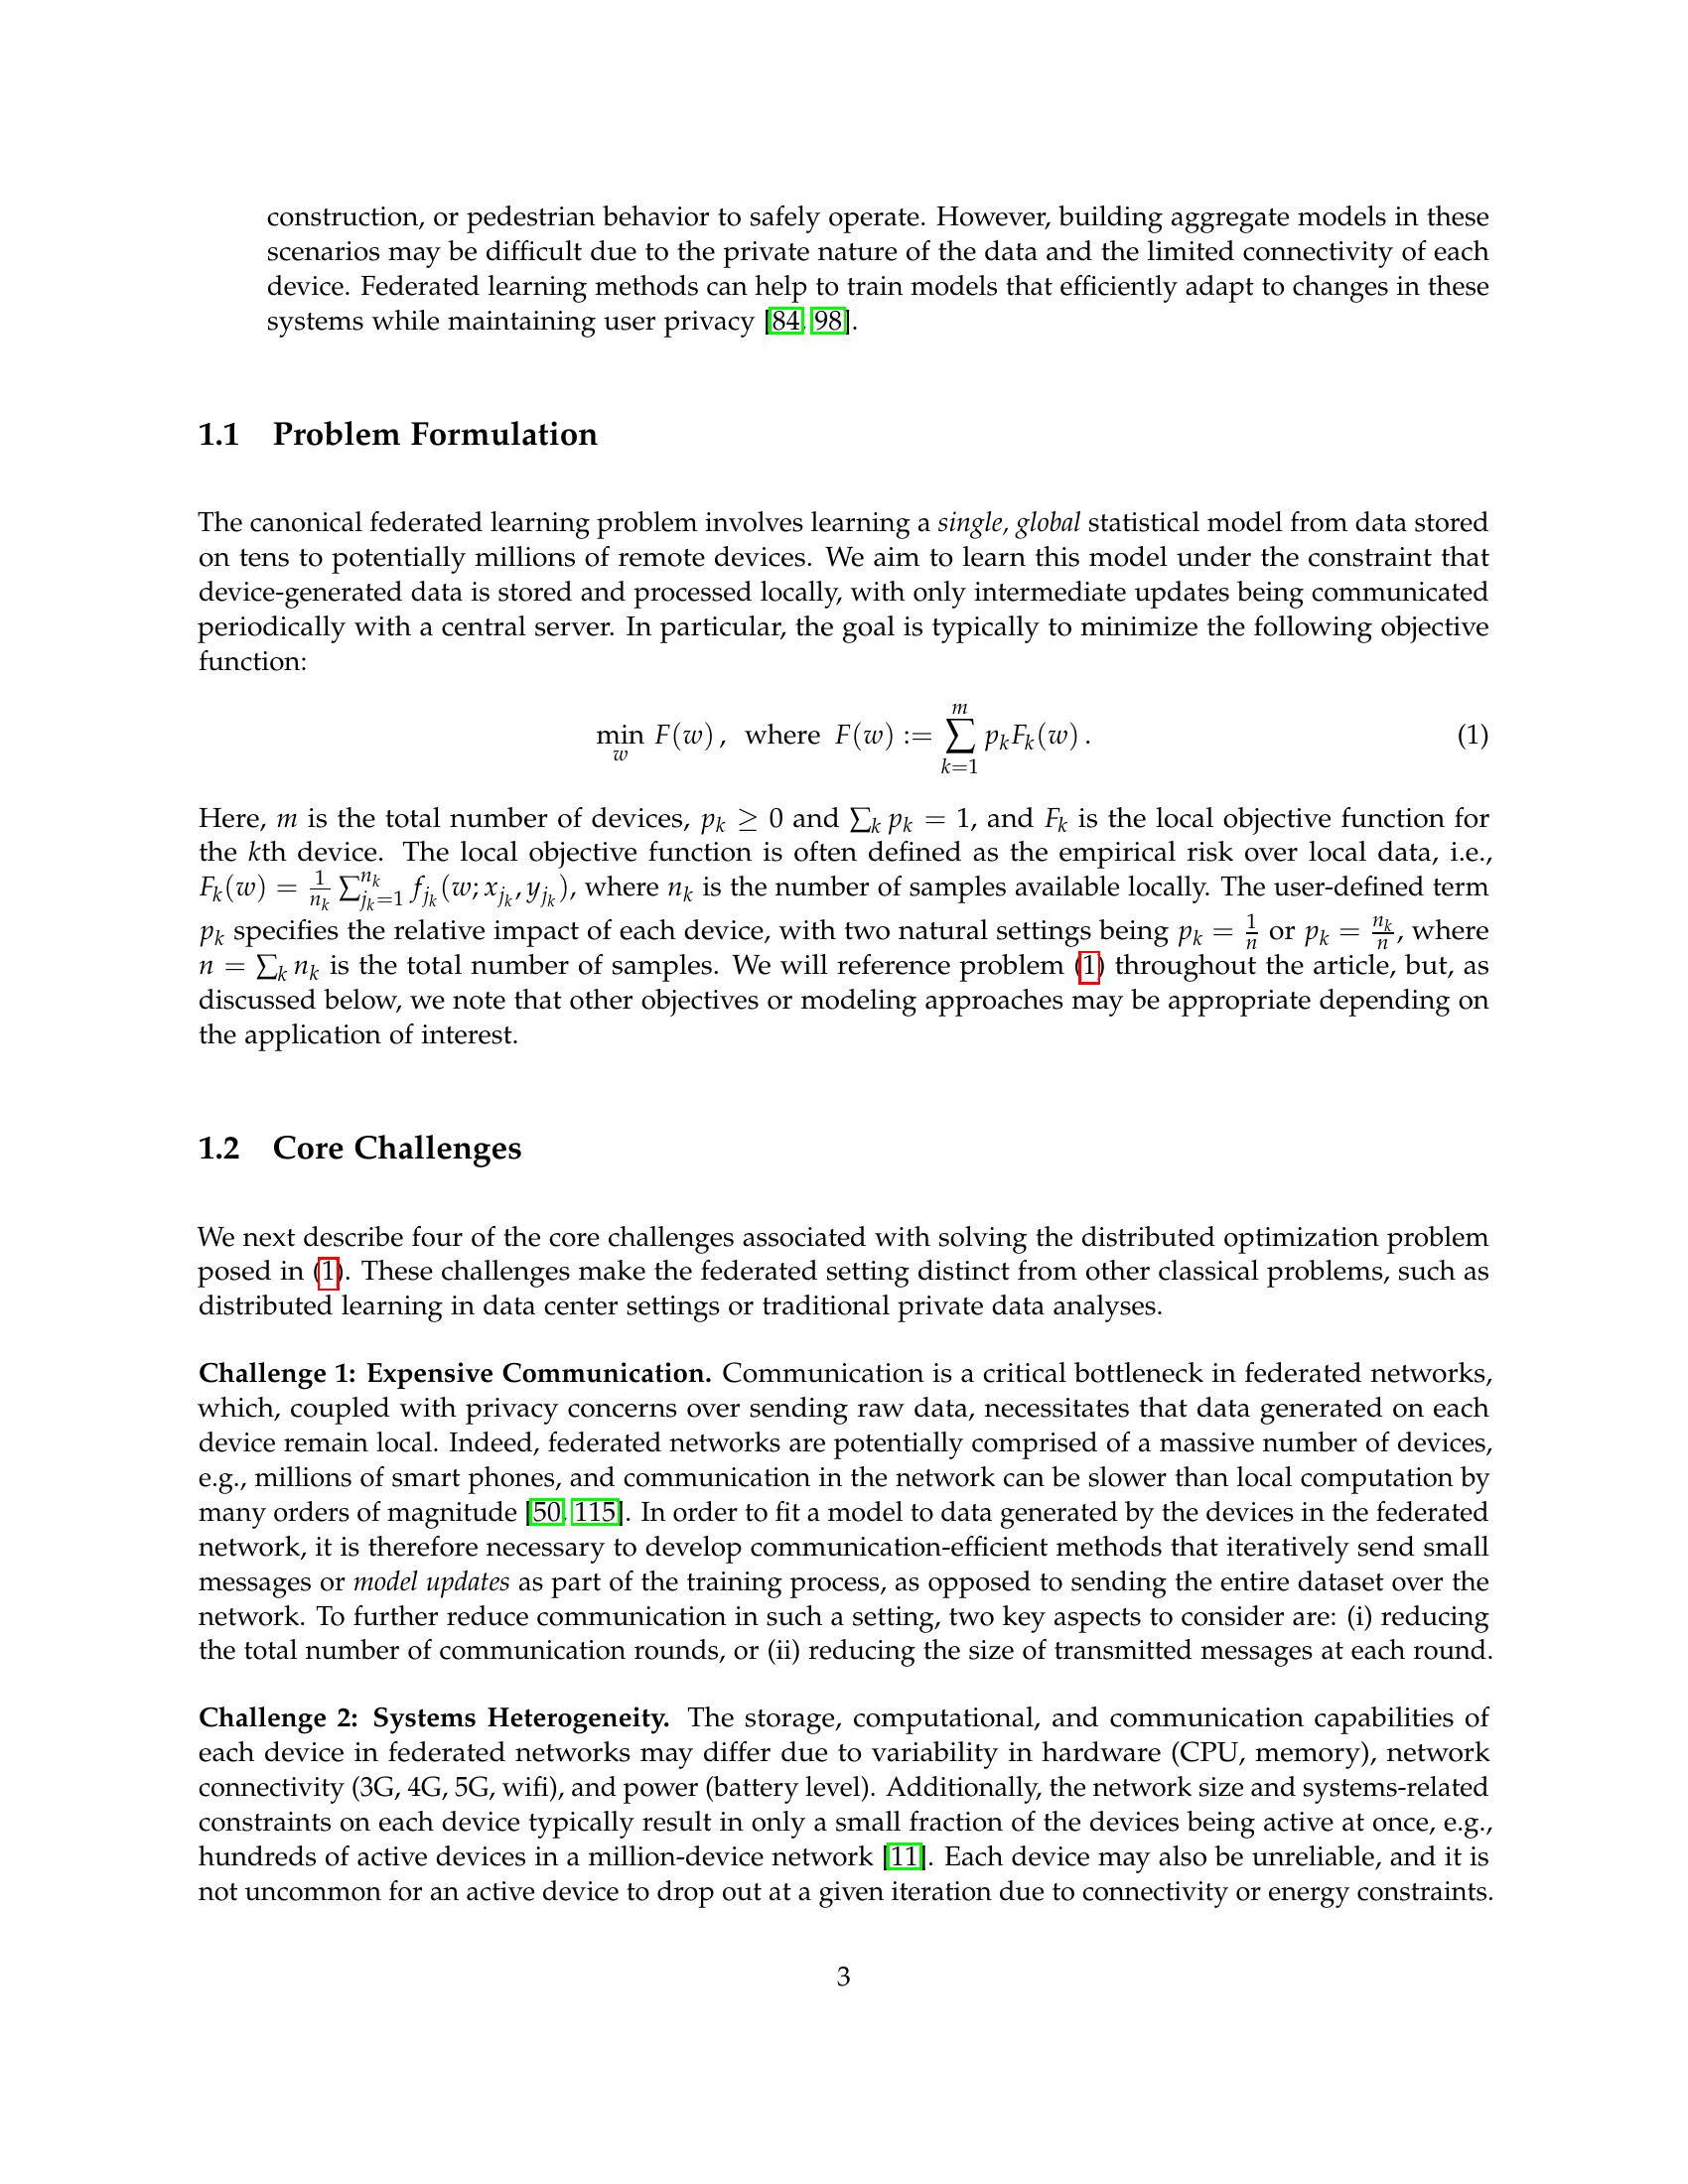 construction, or pedestrian behavior to safely operate. However, building aggregate models in these
scenarios may be difficult due to the private nature of the data and the limited connectivity of each
device. Federated learning methods can help to train models that efficiently adapt to changes in these
systems while maintaining user privacy [84, 98].
1.1 Problem Formulation
The canonical federated learning problem involves learning a single, global statistical model from data stored
on tens to potentially millions of remote devices. We aim to learn this model under the constraint that
device-generated data is stored and processed locally, with only intermediate updates being communicated
periodically with a central server. In particular, the goal is typically to minimize the following objective
function:
$\min_w F(w)$, where $F(w) := \sum_{k=1}^{m} p_k F_k(w)$. (1)
Here, $m$ is the total number of devices, $p_k \geq 0$ and $\sum_k p_k = 1$, and $F_k$ is the local objective function for
the $k$th device. The local objective function is often defined as the empirical risk over local data, i.e.,
$F_k(w) = \frac{1}{n_k} \sum_{j_k=1}^{n_k} f_{j_k}(w; x_{j_k}, y_{j_k})$, where $n_k$ is the number of samples available locally. The user-defined term
$p_k$ specifies the relative impact of each device, with two natural settings being $p_k = \frac{1}{n}$ or $p_k = \frac{n_k}{n}$, where
$n = \sum_k n_k$ is the total number of samples. We will reference problem (1) throughout the article, but, as
discussed below, we note that other objectives or modeling approaches may be appropriate depending on
the application of interest.
1.2 Core Challenges
We next describe four of the core challenges associated with solving the distributed optimization problem
posed in (1). These challenges make the federated setting distinct from other classical problems, such as
distributed learning in data center settings or traditional private data analyses.
Challenge 1: Expensive Communication. Communication is a critical bottleneck in federated networks,
which, coupled with privacy concerns over sending raw data, necessitates that data generated on each
device remain local. Indeed, federated networks are potentially comprised of a massive number of devices,
e.g., millions of smart phones, and communication in the network can be slower than local computation by
many orders of magnitude [50, 115]. In order to fit a model to data generated by the devices in the federated
network, it is therefore necessary to develop communication-efficient methods that iteratively send small
messages or model updates as part of the training process, as opposed to sending the entire dataset over the
network. To further reduce communication in such a setting, two key aspects to consider are: (i) reducing
the total number of communication rounds, or (ii) reducing the size of transmitted messages at each round.
Challenge 2: Systems Heterogeneity. The storage, computational, and communication capabilities of
each device in federated networks may differ due to variability in hardware (CPU, memory), network
connectivity (3G, 4G, 5G, wifi), and power (battery level). Additionally, the network size and systems-related
constraints on each device typically result in only a small fraction of the devices being active at once, e.g.,
hundreds of active devices in a million-device network [11]. Each device may also be unreliable, and it is
not uncommon for an active device to drop out at a given iteration due to connectivity or energy constraints.
3